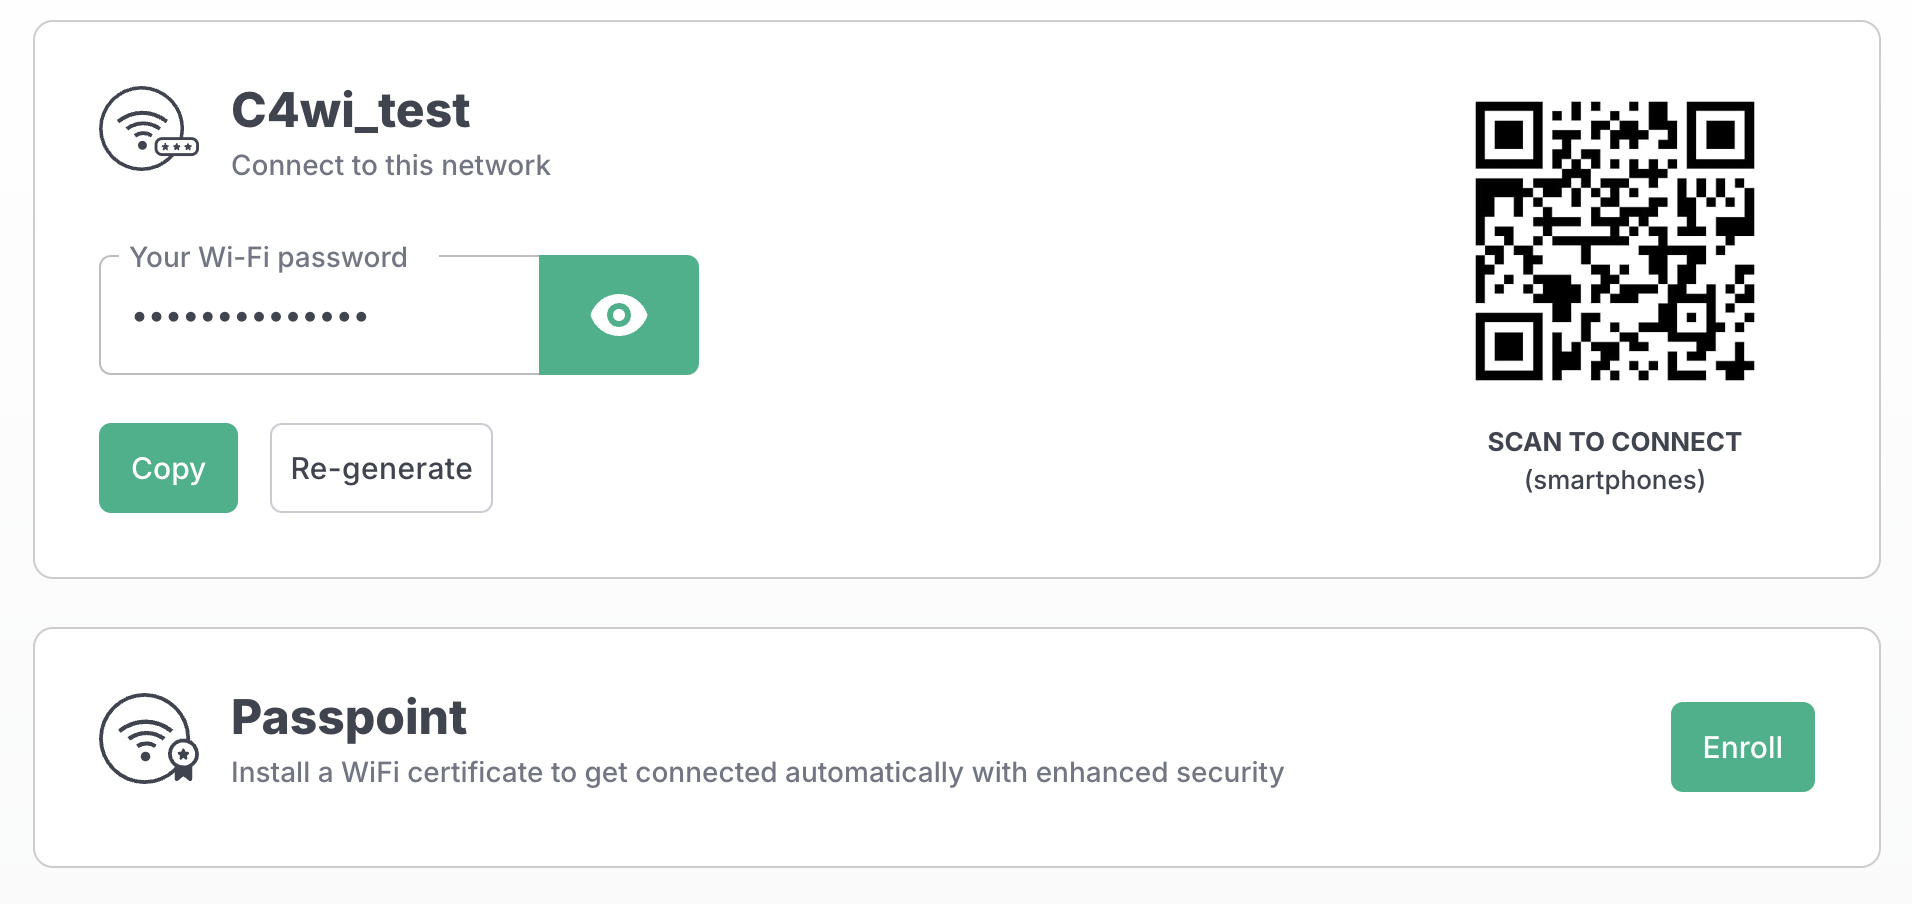 C4wi_test
Connect to this network
Your Wi-Fi password
••••••••••••••
Copy
Re-generate
SCAN TO CONNECT
(smartphones)
Passpoint
Install a WiFi certificate to get connected automatically with enhanced security
Enroll